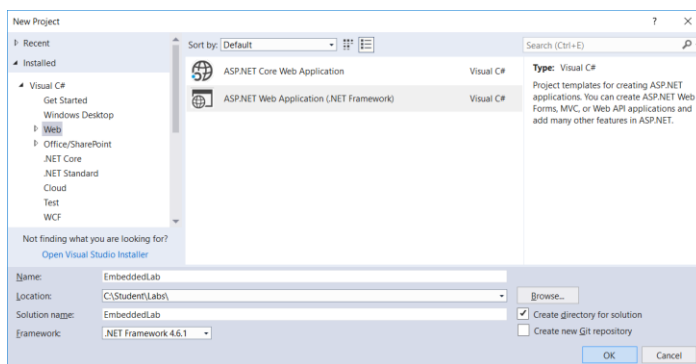 New Project
? ×
Recent
Installed
Visual C#
Get Started
Windows Desktop
Web
Office/SharePoint
.NET Core
.NET Standard
Cloud
Test
WCF
Not finding what you are looking for?
Open Visual Studio Installer
Sort by: Default
ASP.NET Core Web Application Visual C#
ASP.NET Web Application (.NET Framework) Visual C#
Search (Ctrl+E)
Type: Visual C#
Project templates for creating ASP.NET
applications. You can create ASP.NET Web
Forms, MVC, or Web API applications and
add many other features in ASP.NET.
Name: EmbeddedLab
Location: C:\Student\Labs\
Browse...
Solution name: EmbeddedLab
Create directory for solution
Framework: .NET Framework 4.6.1
Create new Git repository
OK Cancel